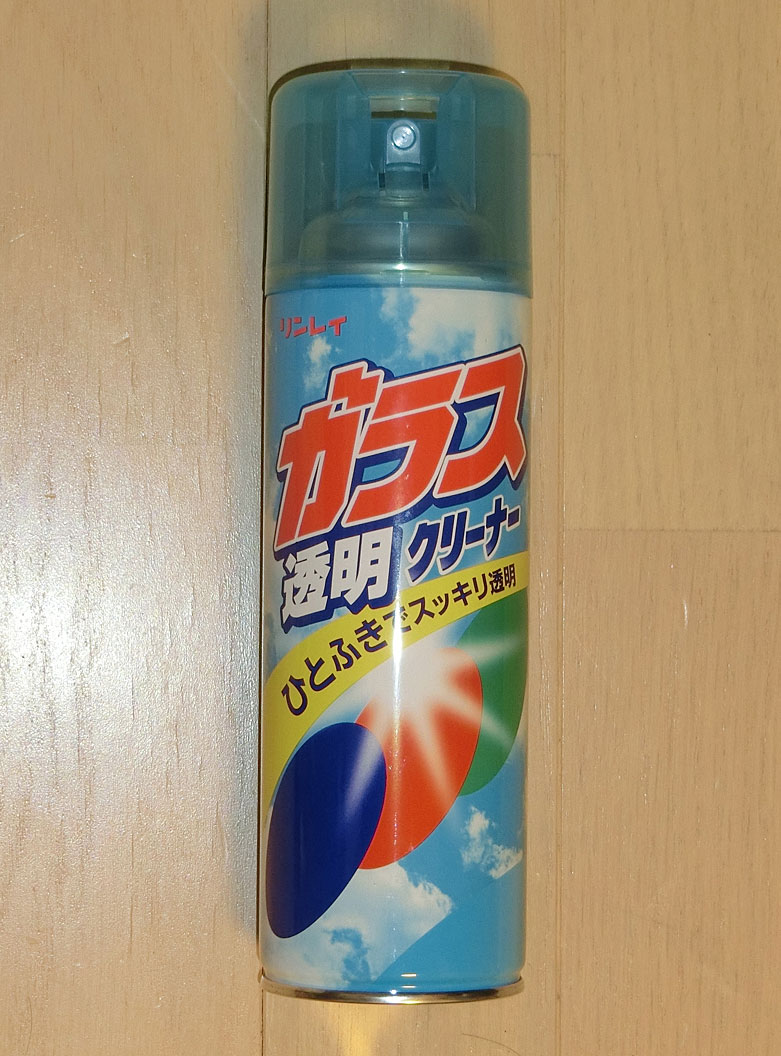 リンレイ
ガラス
透明 クリーナー
ひとふきでスッキリ透明